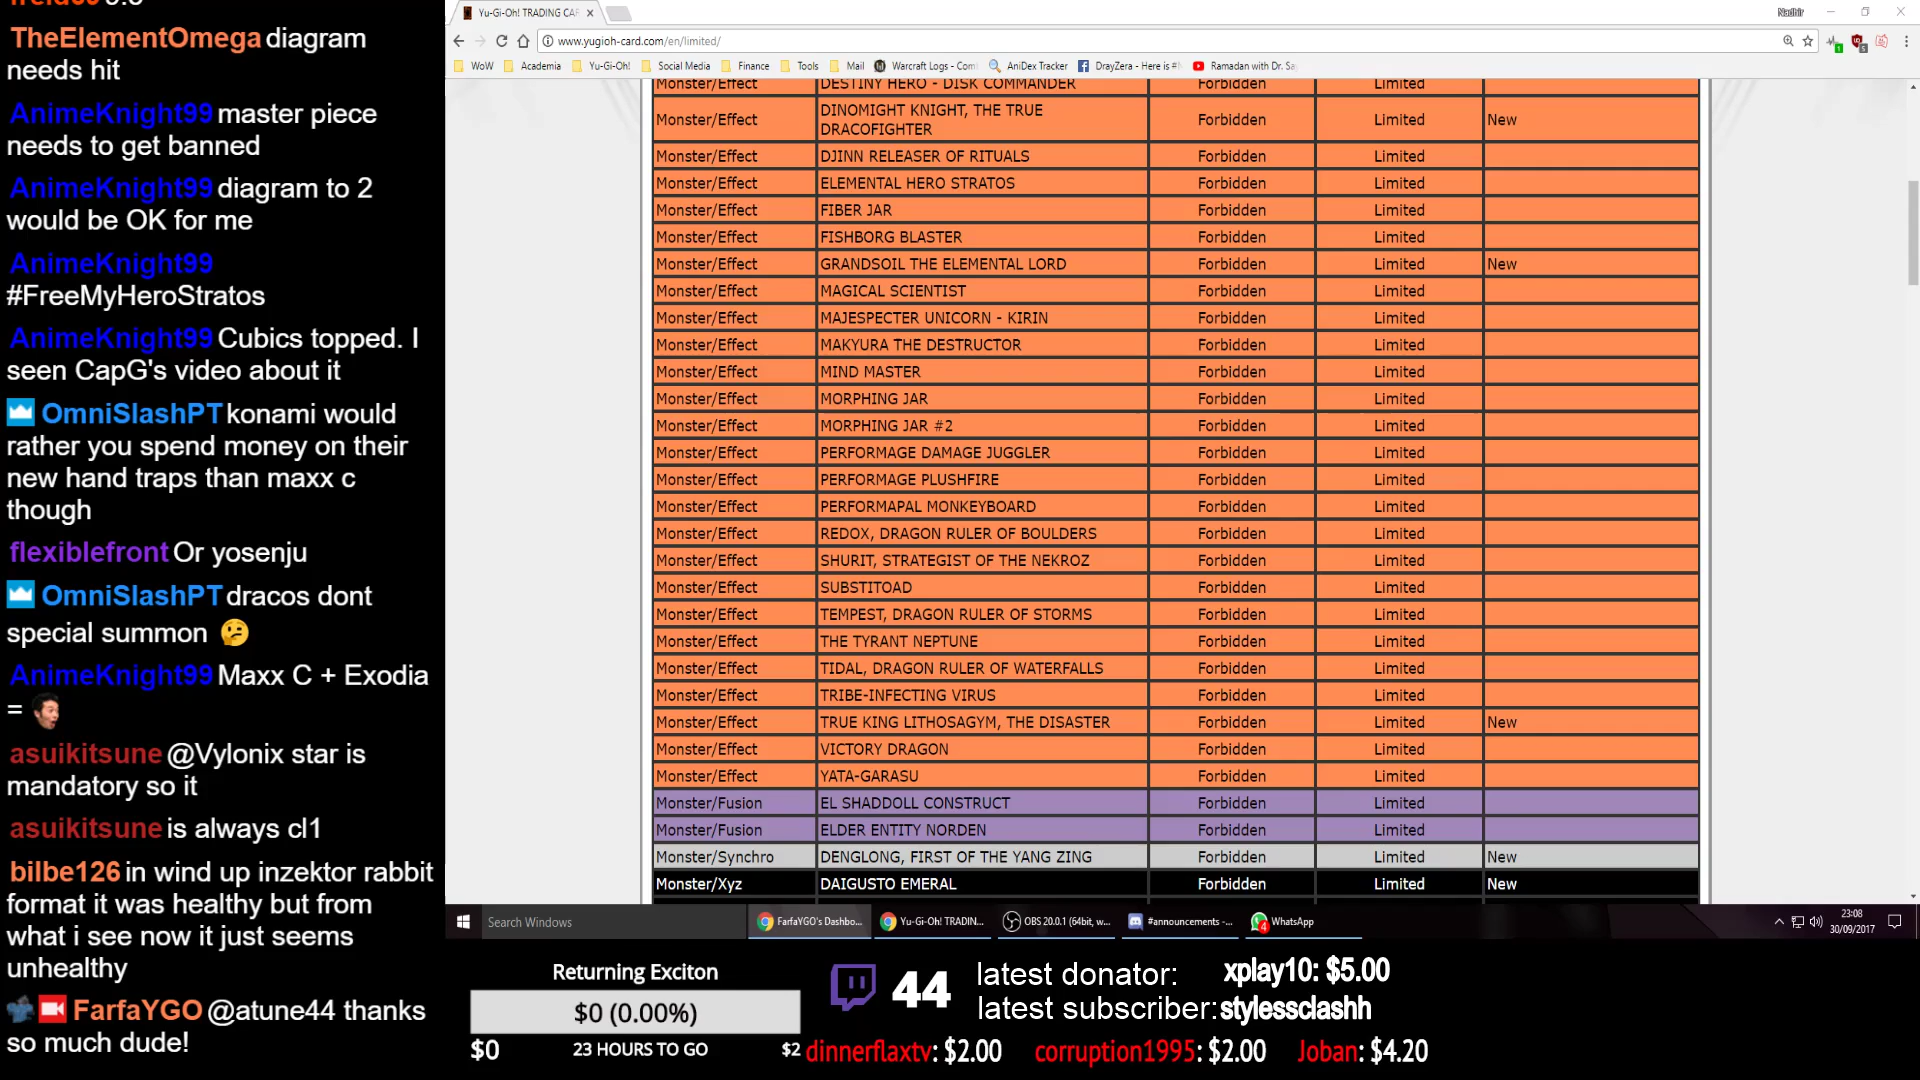 TheElementOmega diagram
needs hit
AnimeKnight99 master piece
needs to get banned
AnimeKnight99 diagram to 2
would be OK for me
AnimeKnight99
#FreeMyHeroStratos
AnimeKnight99 Cubics topped. I
seen CapG's video about it
OmniSlashPT konami would
rather you spend money on their
new hand traps than maxx c
though
flexiblefront Or yosenju
OmniSlashPT dracos dont
special summon
AnimeKnight99 Maxx C + Exodia
=
asuikitsune @Vylonix star is
mandatory so it
asuikitsune is always cl1
bilbe126 in wind up inzektor rabbit
format it was healthy but from
what i see now it just seems
unhealthy
FarfaYGO @atune44 thanks
so much dude!
Yu-Gi-Oh! TRADING CAR
Nadhir
www.yugioh-card.com/en/limited/
WoW Academia Yu-Gi-Oh! Social Media Finance Tools Mail Warcraft Logs - Com AniDex Tracker DrayZera - Here is #N Ramadan with Dr. Sa
Monster/Effect DESTINY HERO - DISK COMMANDER Forbidden Limited
Monster/Effect DINOMIGHT KNIGHT, THE TRUE DRACOFIGHTER Forbidden Limited New
Monster/Effect DJINN RELEASER OF RITUALS Forbidden Limited
Monster/Effect ELEMENTAL HERO STRATOS Forbidden Limited
Monster/Effect FIBER JAR Forbidden Limited
Monster/Effect FISHBORG BLASTER Forbidden Limited
Monster/Effect GRANDSOIL THE ELEMENTAL LORD Forbidden Limited New
Monster/Effect MAGICAL SCIENTIST Forbidden Limited
Monster/Effect MAJESPECTER UNICORN - KIRIN Forbidden Limited
Monster/Effect MAKYURA THE DESTRUCTOR Forbidden Limited
Monster/Effect MIND MASTER Forbidden Limited
Monster/Effect MORPHING JAR Forbidden Limited
Monster/Effect MORPHING JAR #2 Forbidden Limited
Monster/Effect PERFORMAGE DAMAGE JUGGLER Forbidden Limited
Monster/Effect PERFORMAGE PLUSHFIRE Forbidden Limited
Monster/Effect PERFORMAPAL MONKEYBOARD Forbidden Limited
Monster/Effect REDOX, DRAGON RULER OF BOULDERS Forbidden Limited
Monster/Effect SHURIT, STRATEGIST OF THE NEKROZ Forbidden Limited
Monster/Effect SUBSTITOAD Forbidden Limited
Monster/Effect TEMPEST, DRAGON RULER OF STORMS Forbidden Limited
Monster/Effect THE TYRANT NEPTUNE Forbidden Limited
Monster/Effect TIDAL, DRAGON RULER OF WATERFALLS Forbidden Limited
Monster/Effect TRIBE-INFECTING VIRUS Forbidden Limited
Monster/Effect TRUE KING LITHOSAGYM, THE DISASTER Forbidden Limited New
Monster/Effect VICTORY DRAGON Forbidden Limited
Monster/Effect YATA-GARASU Forbidden Limited
Monster/Fusion EL SHADDOLL CONSTRUCT Forbidden Limited
Monster/Fusion ELDER ENTITY NORDEN Forbidden Limited
Monster/Synchro DENGLONG, FIRST OF THE YANG ZING Forbidden Limited New
Monster/Xyz DAIGUSTO EMERAL Forbidden Limited New
Search Windows FarfaYGO's Dashbo... Yu-Gi-Oh! TRADIN... OBS 20.0.1 (64bit, w... #announcements -... 4 WhatsApp 23:08
30/09/2017
Returning Exciton
$0 (0.00%)
$0 23 HOURS TO GO $2
44
latest donator: xplay10: $5.00
latest subscriber: stylessclashh
dinnerflaxtv: $2.00 corruption1995: $2.00 Joban: $4.20